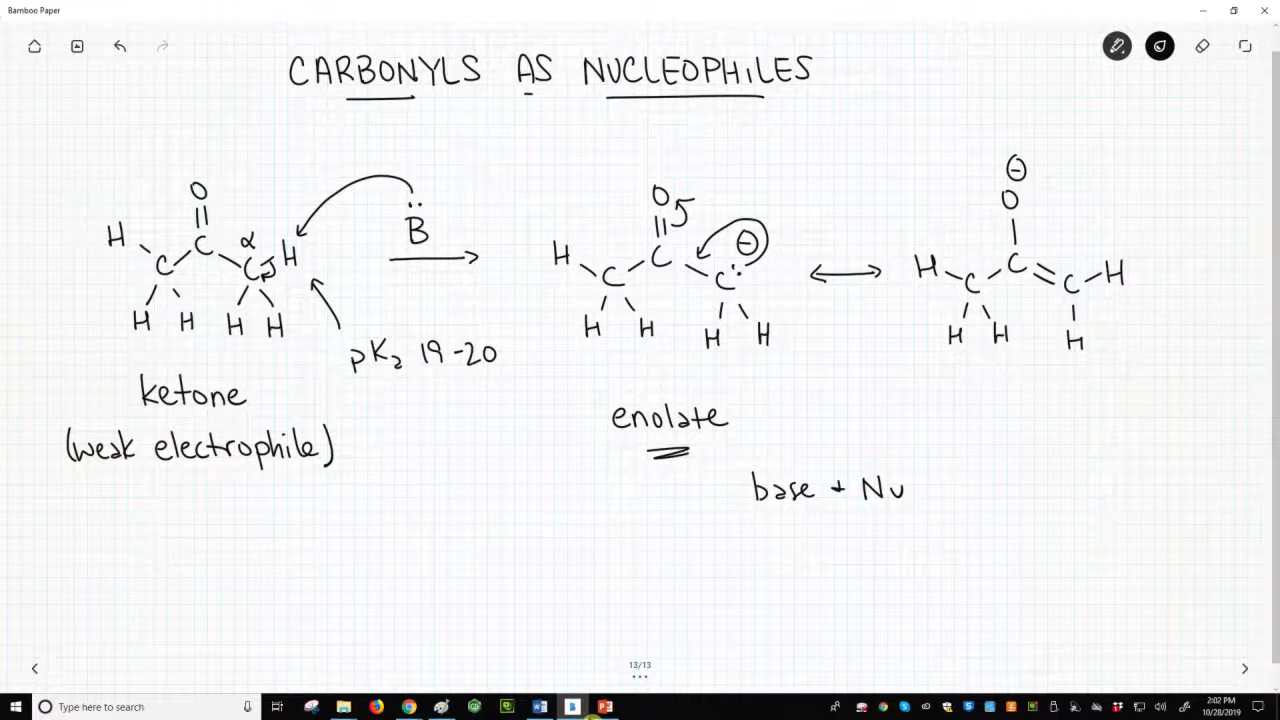 Bamboo Paper
CARBONYLS AS NUCLEOPHILES
⊖
O O O
H C α H B̈ H C ⊖ H C H
C C C C: C C
H H H H H H H H H H H
pKa 19-20
ketone
(weak electrophile)
enolate
base + Nu
13/13
Type here to search
2:02 PM
10/28/2019